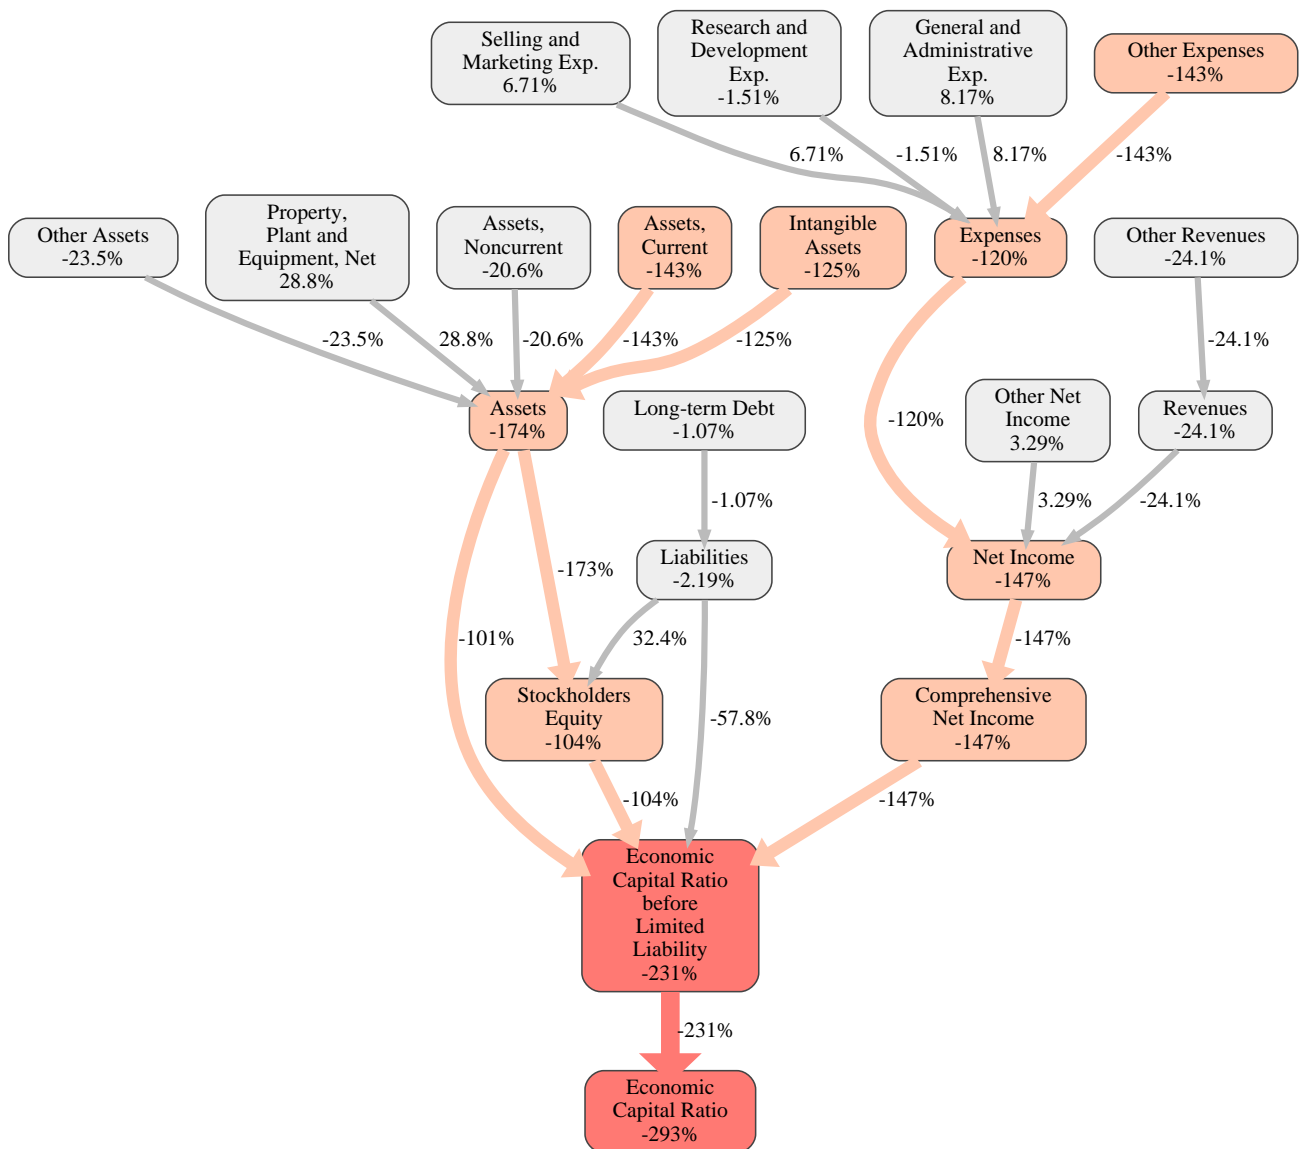 Selling and
Marketing Exp.
6.71%
Research and
Development
Exp.
-1.51%
General and
Administrative
Exp.
8.17%
Other Expenses
-143%
6.71%
-1.51%
8.17%
-143%
Other Assets
-23.5%
Property,
Plant and
Equipment, Net
28.8%
Assets,
Noncurrent
-20.6%
Assets,
Current
-143%
Intangible
Assets
-125%
Expenses
-120%
Other Revenues
-24.1%
-23.5%
28.8%
-20.6%
-143%
-125%
-24.1%
Assets
-174%
Long-term Debt
-1.07%
-120%
Other Net
Income
3.29%
Revenues
-24.1%
-1.07%
3.29%
-24.1%
-173%
Liabilities
-2.19%
Net Income
-147%
-101%
32.4%
-147%
Stockholders
Equity
-104%
-57.8%
Comprehensive
Net Income
-147%
-104%
-147%
Economic
Capital Ratio
before
Limited
Liability
-231%
-231%
Economic
Capital Ratio
-293%